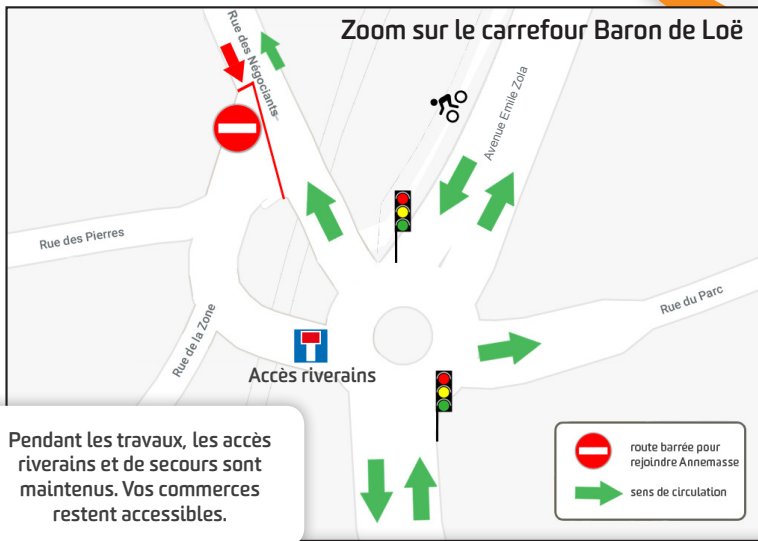 Zoom sur le carrefour Baron de Loë
Rue des Négociants
Avenue Emile Zola
Rue des Pierres
Rue du Parc
Rue de la Zone
Accès riverains
Pendant les travaux, les accès
riverains et de secours sont
maintenus. Vos commerces
restent accessibles.
route barrée pour
rejoindre Annemasse
sens de circulation